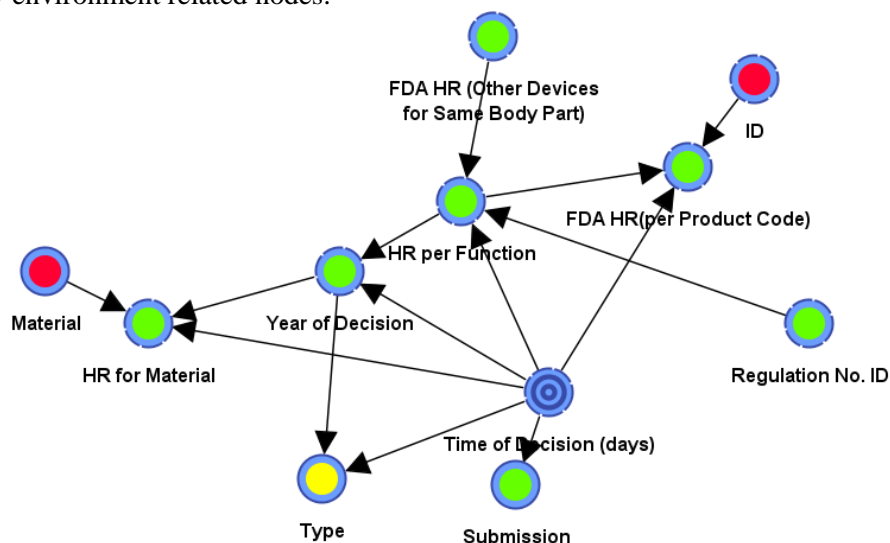 environment related nodes.
FDA HR (Other Devices
for Same Body Part)
ID
FDA HR(per Product Code)
HR per Function
Material
Year of Decision
HR for Material
Regulation No. ID
Time of Decision (days)
Type
Submission